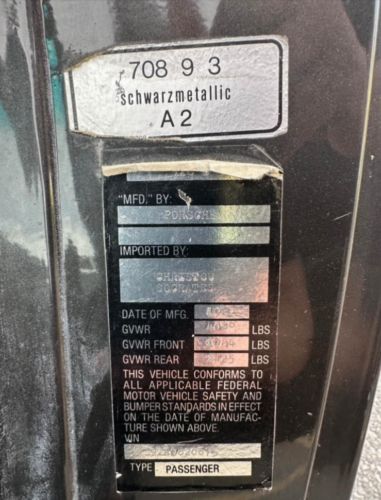 708 9 3
schwarzmetallic
A2
"MFD." BY:
PORSCHE
IMPORTED BY:
CHRISTOU
SOCRATES
DATE OF MFG.
GVWR LBS
GVWR FRONT LBS
GVWR REAR LBS
THIS VEHICLE CONFORMS TO
ALL APPLICABLE FEDERAL
MOTOR VEHICLE SAFETY AND
BUMPER STANDARDS IN EFFECT
ON THE DATE OF MANUFAC-
TURE SHOWN ABOVE.
VIN
TYPE PASSENGER